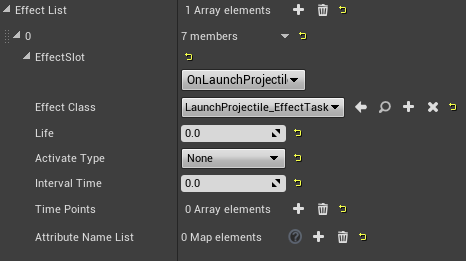 Effect List 1 Array elements
0 7 members
EffectSlot
OnLaunchProjectil
Effect Class LaunchProjectile_EffectTask
Life 0.0
Activate Type None
Interval Time 0.0
Time Points 0 Array elements
Attribute Name List 0 Map elements